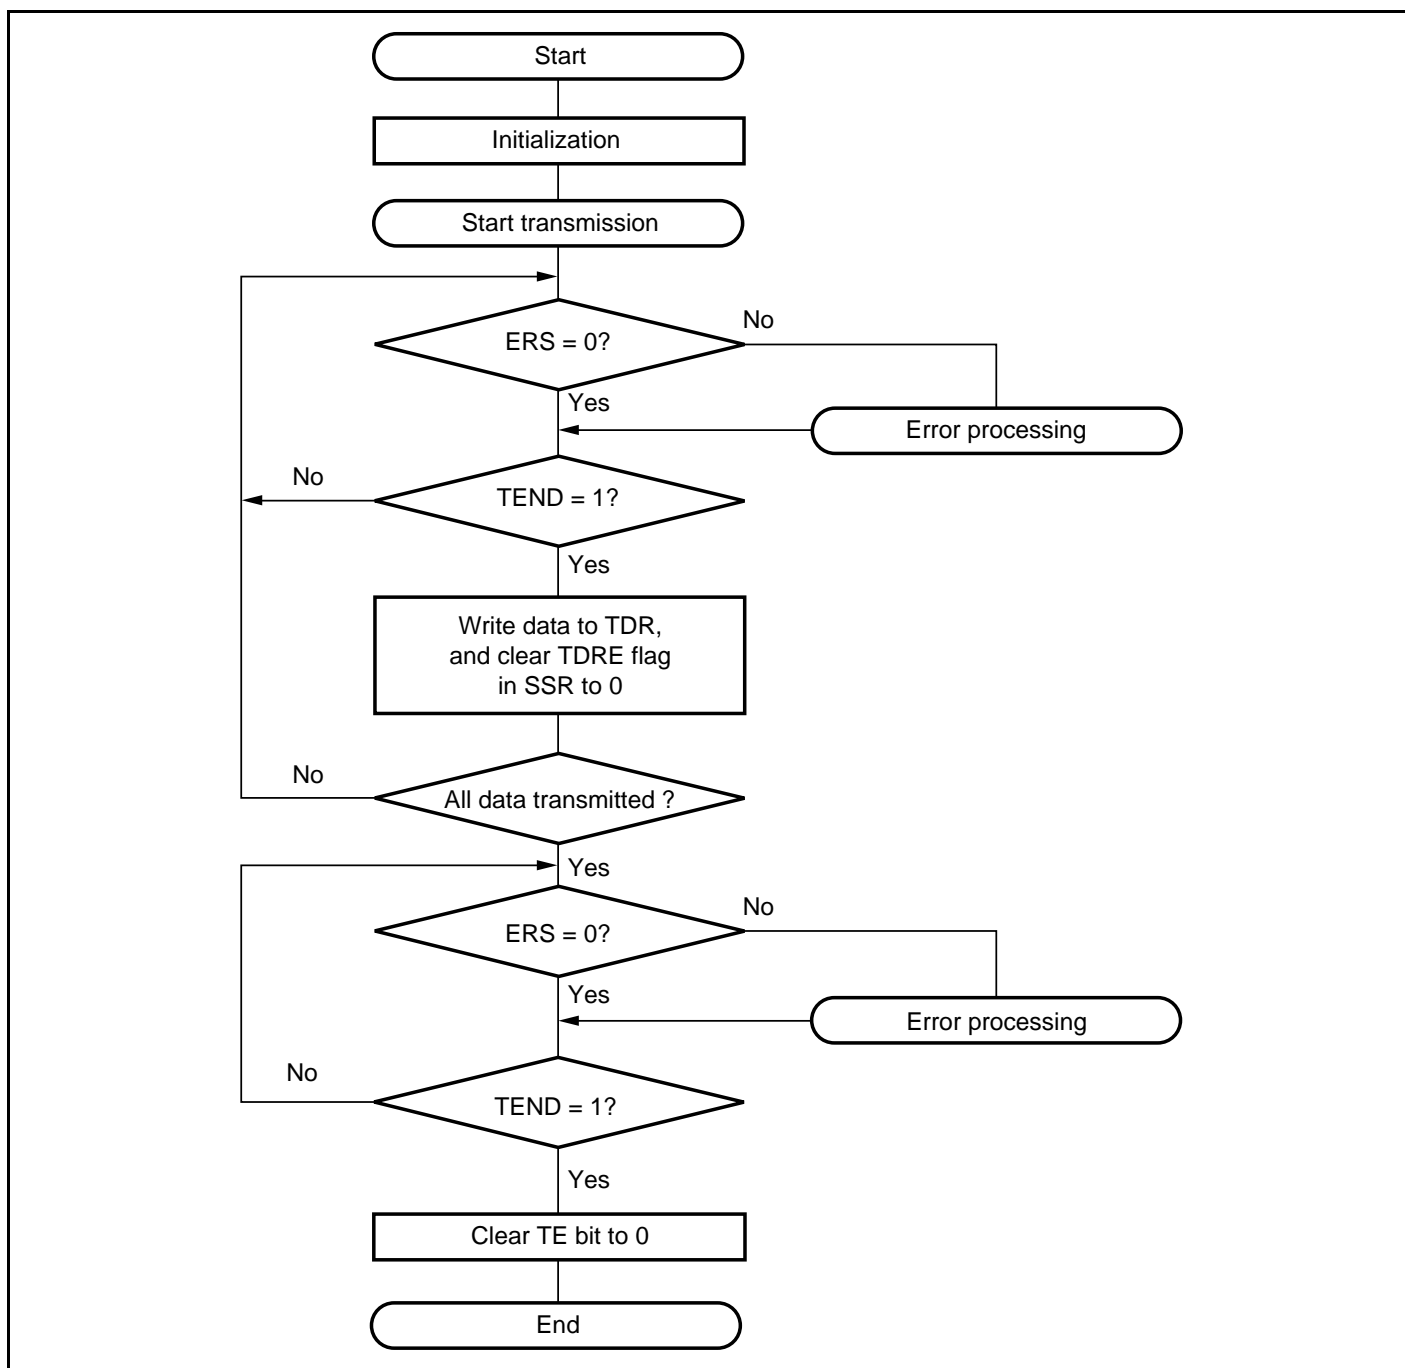 Start
Initialization
Start transmission
ERS = 0?
No
Yes
Error processing
No
TEND = 1?
Yes
Write data to TDR,
and clear TDRE flag
in SSR to 0
No
All data transmitted ?
Yes
ERS = 0?
No
Yes
Error processing
No
TEND = 1?
Yes
Clear TE bit to 0
End